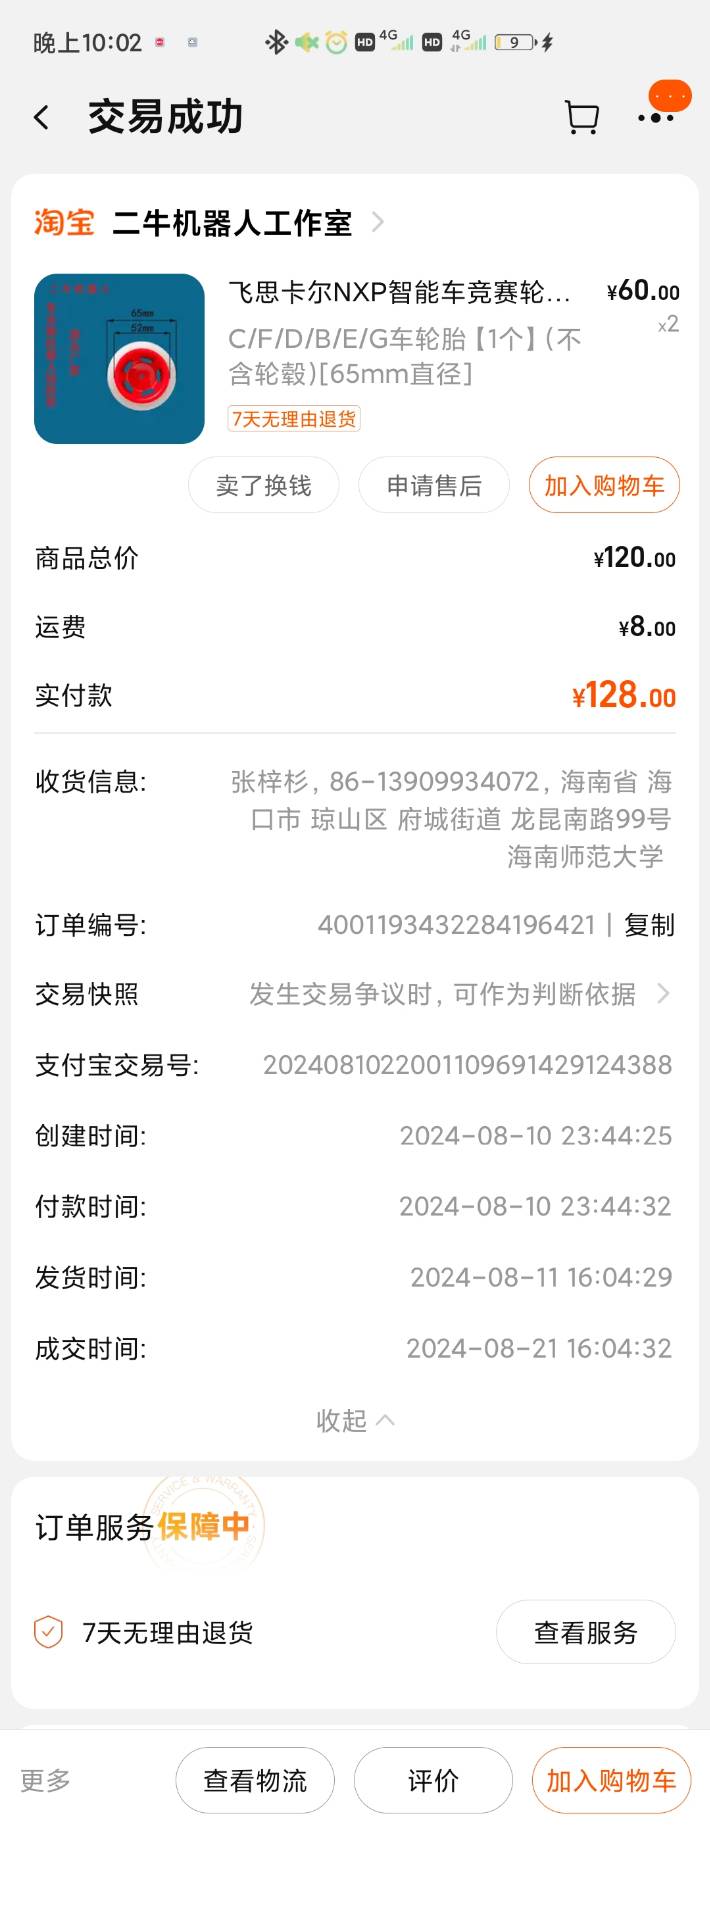 晚上10:02
HD 4G HD 4G 9
交易成功
淘宝 二牛机器人工作室
飞思卡尔NXP智能车竞赛轮... ¥60.00
x2
C/F/D/B/E/G车轮胎【1个】(不
含轮毂)[65mm直径]
65mm
52mm
7天无理由退货
卖了换钱 申请售后 加入购物车
商品总价 ¥120.00
运费 ¥8.00
实付款 ¥128.00
收货信息: 张梓杉, 86-13909934072, 海南省 海
口市 琼山区 府城街道 龙昆南路99号
海南师范大学
订单编号: 4001193432284196421 | 复制
交易快照 发生交易争议时, 可作为判断依据
支付宝交易号: 2024081022001109691429124388
创建时间: 2024-08-10 23:44:25
付款时间: 2024-08-10 23:44:32
发货时间: 2024-08-11 16:04:29
成交时间: 2024-08-21 16:04:32
收起
SERVICE & WARRANTY
订单服务保障中
7天无理由退货 查看服务
更多 查看物流 评价 加入购物车